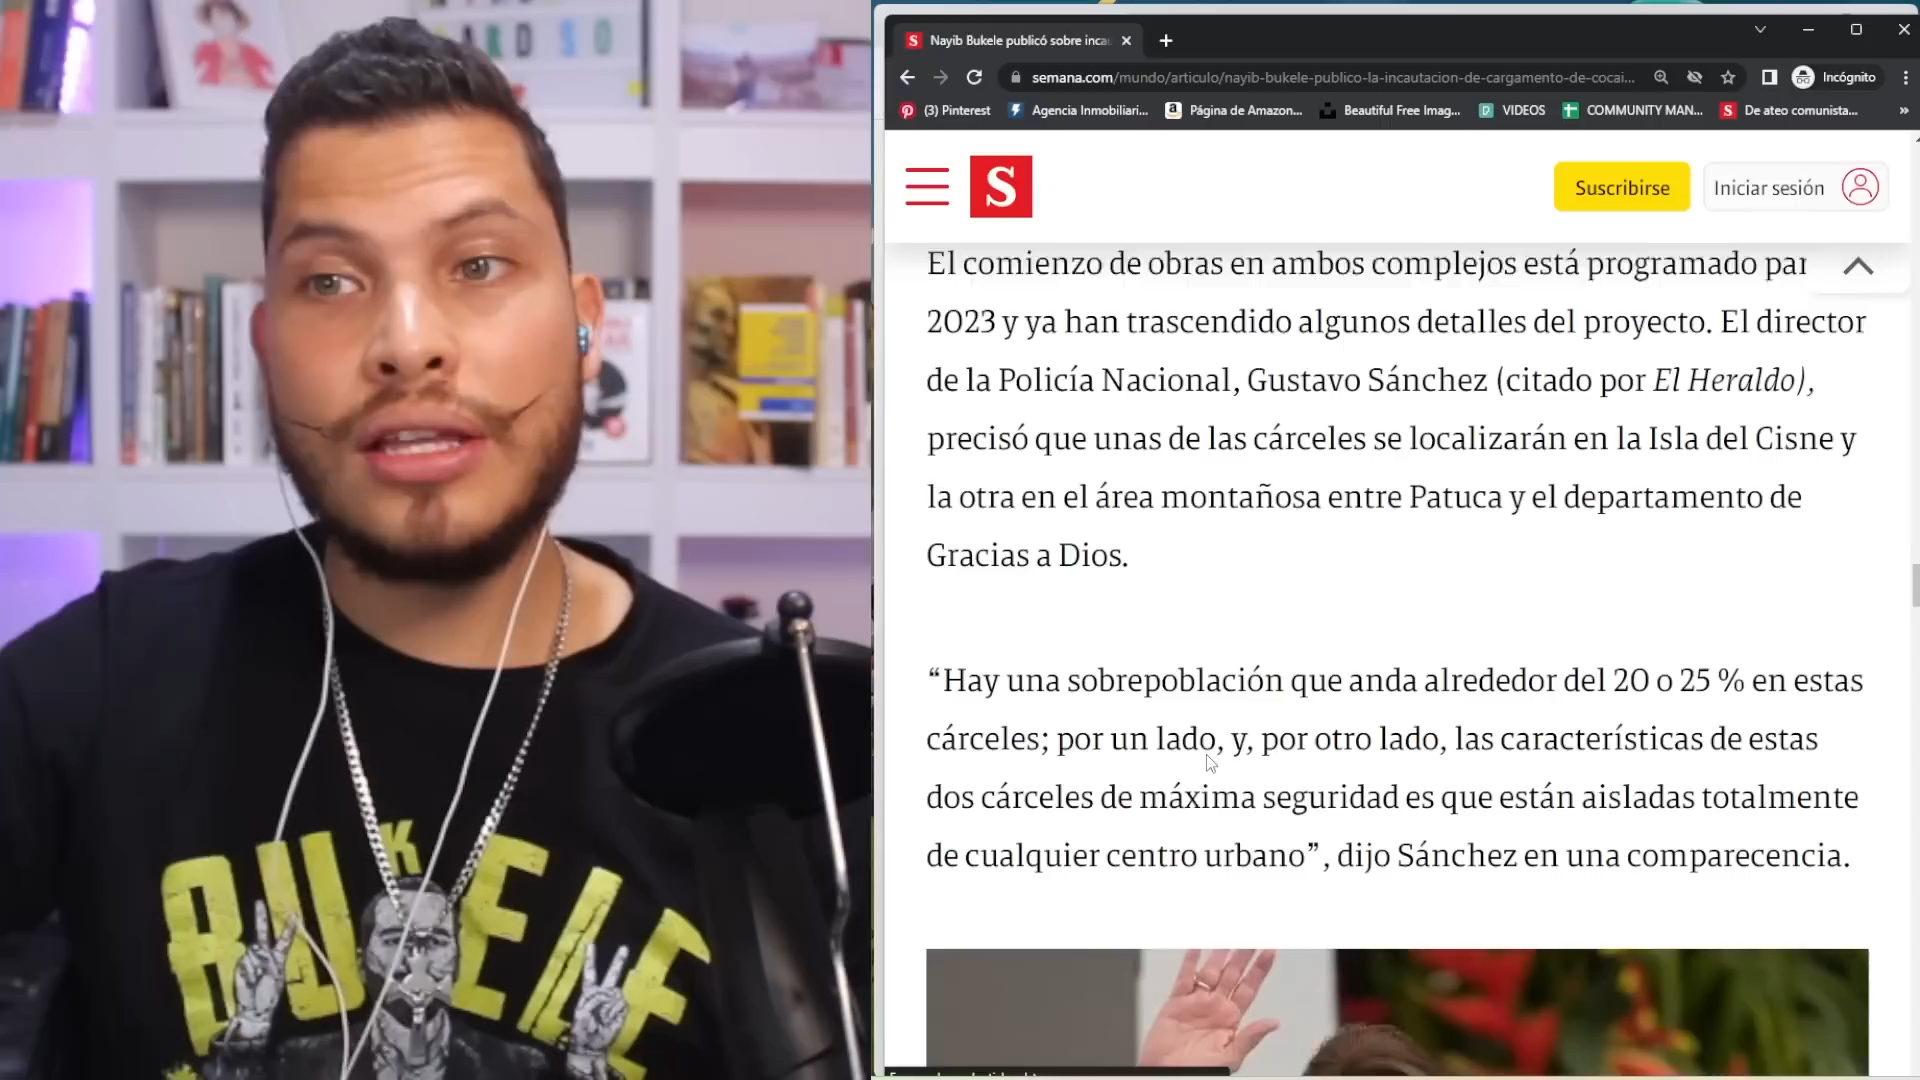 ARD SO
BUKELE
Nayib Bukele publicó sobre inca
semana.com/mundo/articulo/nayib-bukele-publico-la-incautacion-de-cargamento-de-cocai...
Incógnito
(3) Pinterest
Agencia Inmobiliari...
Página de Amazon...
Beautiful Free Imag...
VIDEOS
COMMUNITY MAN...
De ateo comunista...
S
Suscribirse
Iniciar sesión
El comienzo de obras en ambos complejos está programado par
2023 y ya han trascendido algunos detalles del proyecto. El director
de la Policía Nacional, Gustavo Sánchez (citado por El Heraldo),
precisó que unas de las cárceles se localizarán en la Isla del Cisne y
la otra en el área montañosa entre Patuca y el departamento de
Gracias a Dios.
“Hay una sobrepoblación que anda alrededor del 20 o 25 % en estas
cárceles; por un lado, y, por otro lado, las características de estas
dos cárceles de máxima seguridad es que están aisladas totalmente
de cualquier centro urbano”, dijo Sánchez en una comparecencia.